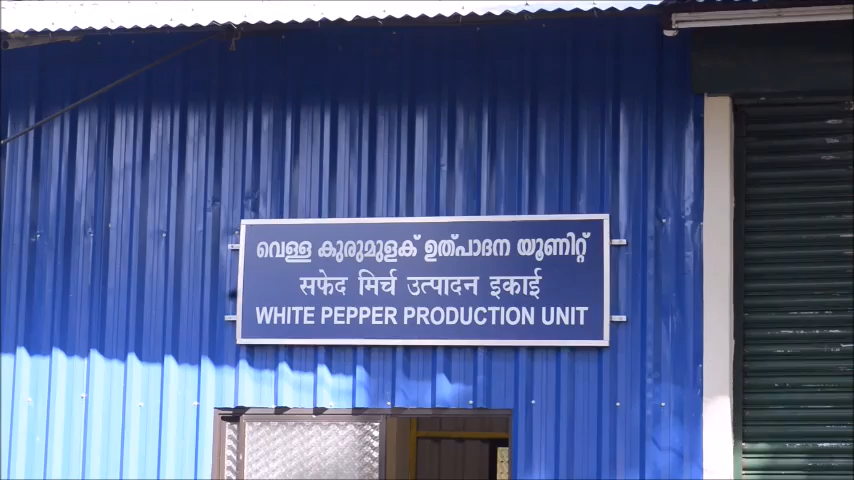 വെള്ള കുരുമുളക് ഉത്പാദന യൂണിറ്റ്
सफेद मिर्च उत्पादन इकाई
WHITE PEPPER PRODUCTION UNIT